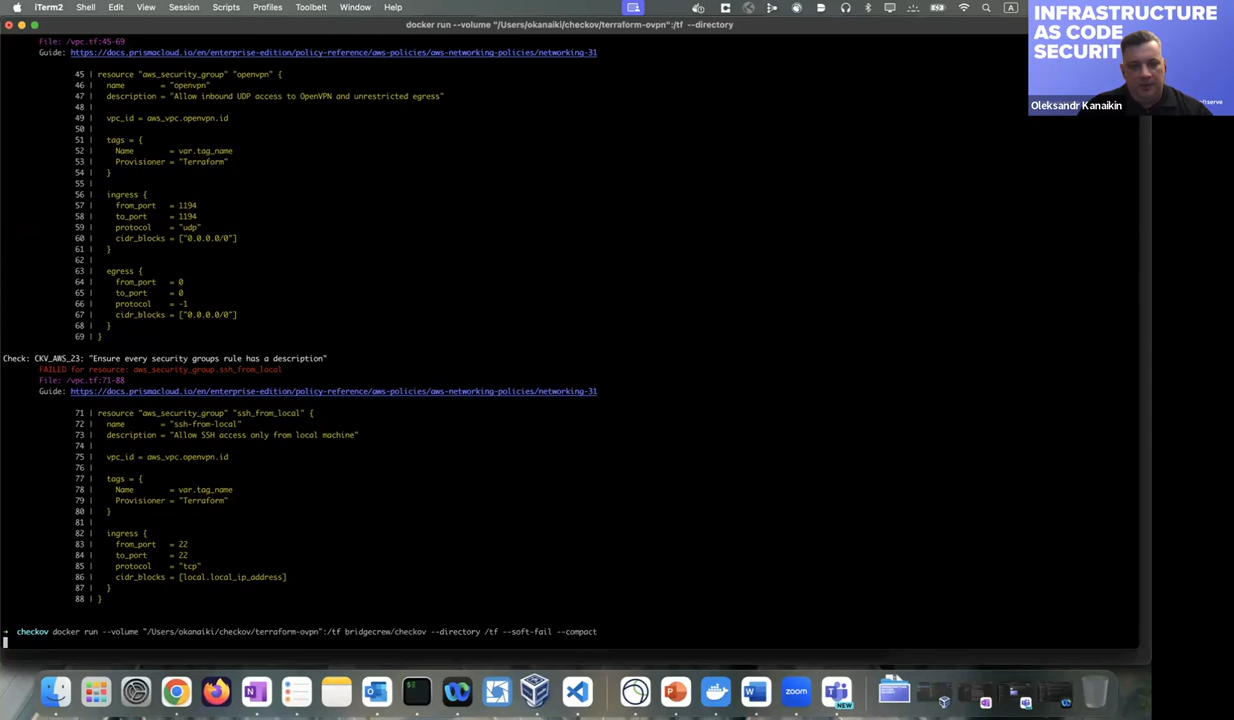 iTerm2 Shell Edit View Session Scripts Profiles Toolbelt Window Help
docker run --volume "/Users/okanaiki/checkov/terraform-ovpn":/tf --directory
File: /vpc.tf:45-69
Guide: https://docs.prismacloud.io/en/enterprise-edition/policy-reference/aws-policies/aws-networking-policies/networking-31
45 | resource "aws_security_group" "openvpn" {
46 | name = "openvpn"
47 | description = "Allow inbound UDP access to OpenVPN and unrestricted egress"
48 |
49 | vpc_id = aws_vpc.openvpn.id
50 |
51 | tags = {
52 | Name = var.tag_name
53 | Provisioner = "Terraform"
54 | }
55 |
56 | ingress {
57 | from_port = 1194
58 | to_port = 1194
59 | protocol = "udp"
60 | cidr_blocks = ["0.0.0.0/0"]
61 | }
62 |
63 | egress {
64 | from_port = 0
65 | to_port = 0
66 | protocol = -1
67 | cidr_blocks = ["0.0.0.0/0"]
68 | }
69 | }
Check: CKV_AWS_23: "Ensure every security groups rule has a description"
FAILED for resource: aws_security_group.ssh_from_local
File: /vpc.tf:71-88
Guide: https://docs.prismacloud.io/en/enterprise-edition/policy-reference/aws-policies/aws-networking-policies/networking-31
71 | resource "aws_security_group" "ssh_from_local" {
72 | name = "ssh-from-local"
73 | description = "Allow SSH access only from local machine"
74 |
75 | vpc_id = aws_vpc.openvpn.id
76 |
77 | tags = {
78 | Name = var.tag_name
79 | Provisioner = "Terraform"
80 | }
81 |
82 | ingress {
83 | from_port = 22
84 | to_port = 22
85 | protocol = "tcp"
86 | cidr_blocks = [local.local_ip_address]
87 | }
88 | }
→ checkov docker run --volume "/Users/okanaiki/checkov/terraform-ovpn":/tf bridgecrew/checkov --directory /tf --soft-fail --compact
INFRASTRUCTURE
AS CODE
SECURIT
Oleksandr Kanaikin
serve
zoom
NEW